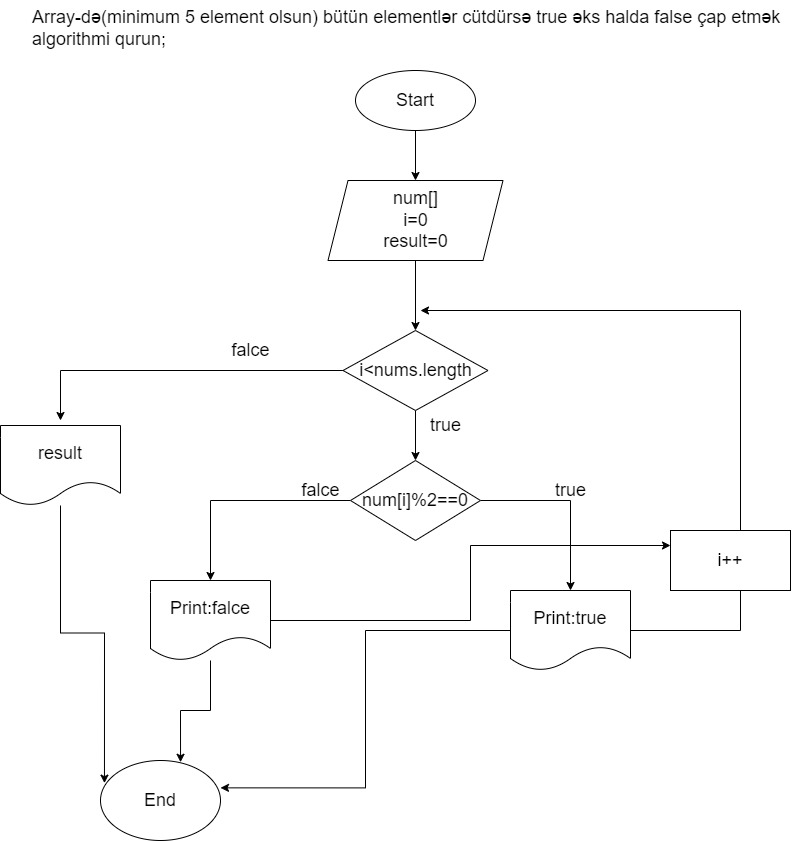 Array-də(minimum 5 element olsun) bütün elementlər cütdürsə true əks halda false çap etmək
algorithmi qurun;
Start
num[]
i=0
result=0
falce
i<nums.length
true
result
falce
num[i]%2==0
true
i++
Print:falce
Print:true
End